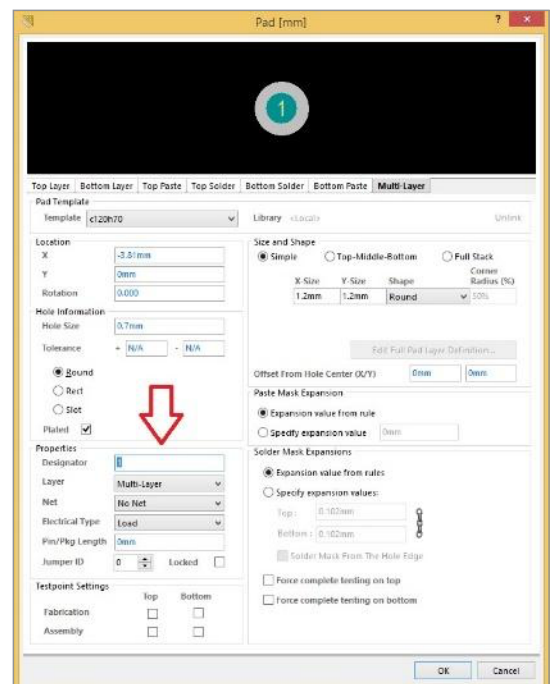 Pad [mm]
?
1
Top Layer Bottom Layer Top Paste Top Solder Bottom Solder Bottom Paste Multi-Layer
Pad Template
Template c120h70 Library <Local> Unlink
Location
X -3.81mm
Y 0mm
Rotation 0.000
Hole Information
Hole Size 0.7mm
Tolerance + N/A - N/A
Round
Rect
Slot
Plated
Properties
Designator 1
Layer Multi-Layer
Net No Net
Electrical Type Load
Pin/Pkg Length 0mm
Jumper ID 0 Locked
Testpoint Settings
Top Bottom
Fabrication
Assembly
Size and Shape
Simple Top-Middle-Bottom Full Stack
X-Size Y-Size Shape Corner Radius (%)
1.2mm 1.2mm Round 50%
Edit Full Pad Layer Definition...
Offset From Hole Center (X/Y) 0mm 0mm
Paste Mask Expansion
Expansion value from rule
Specify expansion value 0mm
Solder Mask Expansions
Expansion value from rules
Specify expansion values:
Top: 0.102mm
Bottom: 0.102mm
Solder Mask From The Hole Edge
Force complete tenting on top
Force complete tenting on bottom
OK Cancel